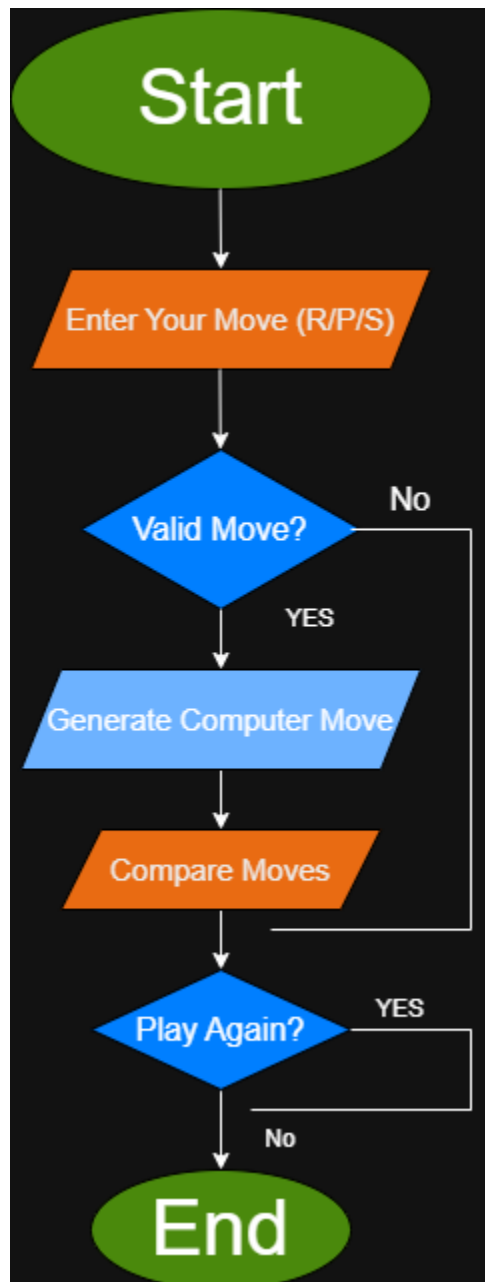 Start
Enter Your Move (R/P/S)
Valid Move?
No
YES
Generate Computer Move
Compare Moves
Play Again?
YES
No
End